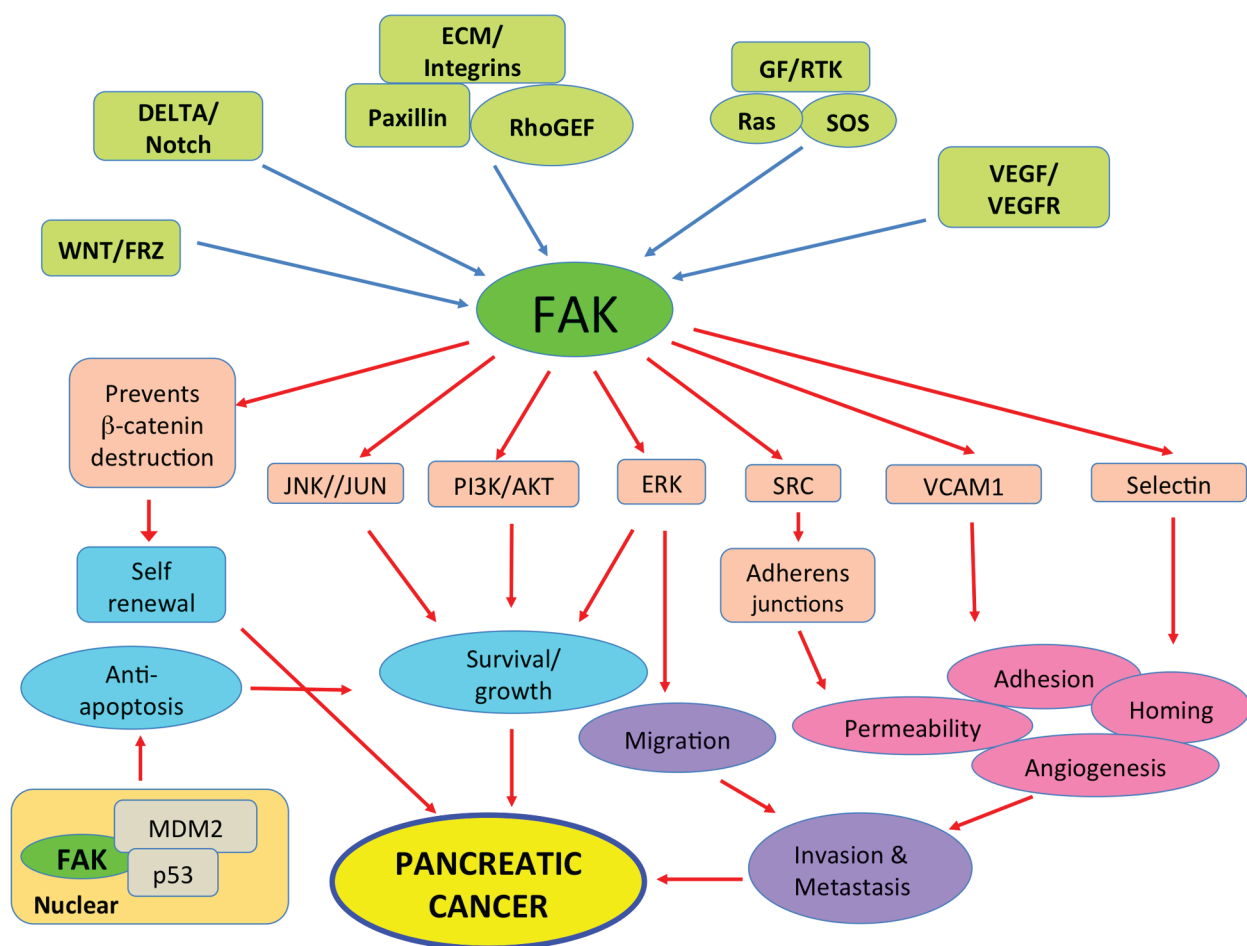 ECM/
Integrins
GF/RTK
DELTA/
Notch
Paxillin
RhoGEF
Ras
SOS
VEGF/
VEGFR
WNT/FRZ
FAK
Prevents
β-catenin
destruction
JNK//JUN
PI3K/AKT
ERK
SRC
VCAM1
Selectin
Self
renewal
Adherens
junctions
Anti-
apoptosis
Survival/
growth
Migration
Adhesion
Permeability
Homing
Angiogenesis
MDM2
FAK
p53
Nuclear
PANCREATIC
CANCER
Invasion &
Metastasis